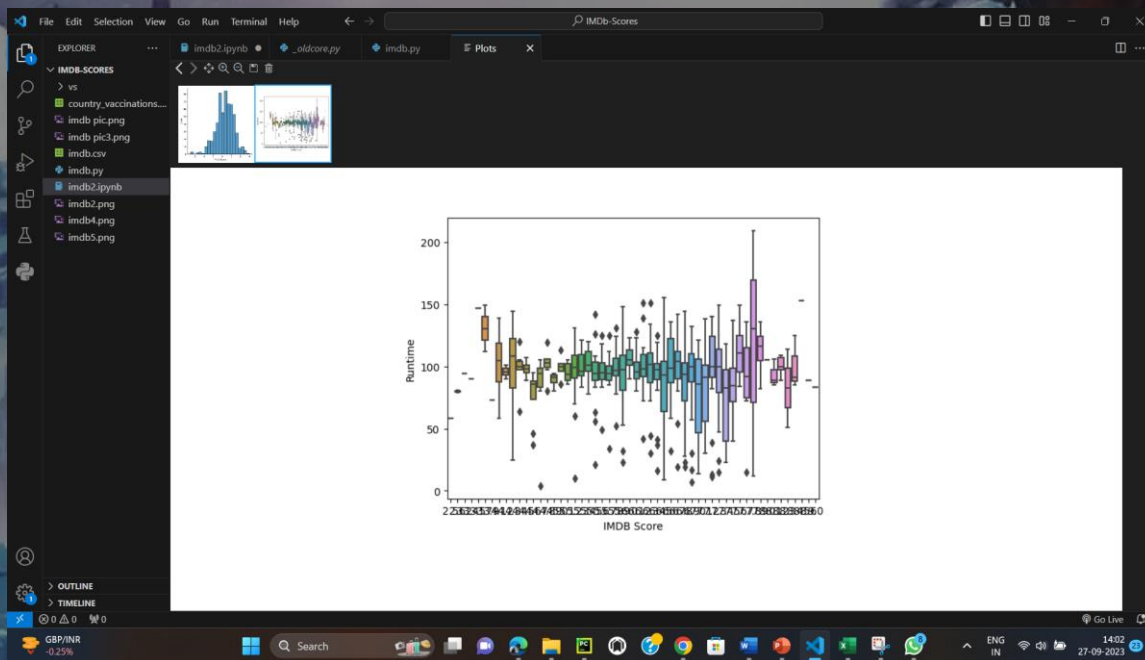 File Edit Selection View Go Run Terminal Help
IMDb-Scores
EXPLORER
imdb2.ipynb
_oldcore.py
imdb.py
Plots
IMDB-SCORES
vs
country_vaccinations...
imdb pic.png
imdb pic3.png
imdb.csv
imdb.py
imdb2.ipynb
imdb2.png
imdb4.png
imdb5.png
200
150
100
50
0
Runtime
IMDB Score
OUTLINE
TIMELINE
0 0 0
Go Live
GBP/INR
-0.25%
Search
ENG
IN
14:02
27-09-2023